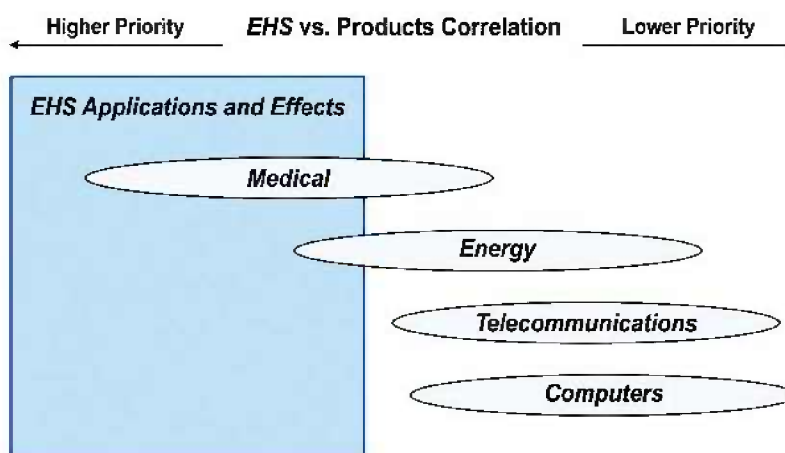 Higher Priority EHS vs. Products Correlation Lower Priority
EHS Applications and Effects
Medical
Energy
Telecommunications
Computers